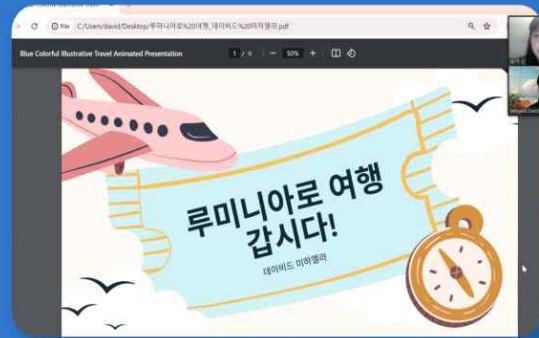 File
C:/Users/david/Desktop/루미니아로%20여행_데이비드%20미하엘라.pdf
Blue Colorful Illustrative Travel Animated Presentation
50%
루미니아로 여행
갑시다!
데이비드 미하엘라